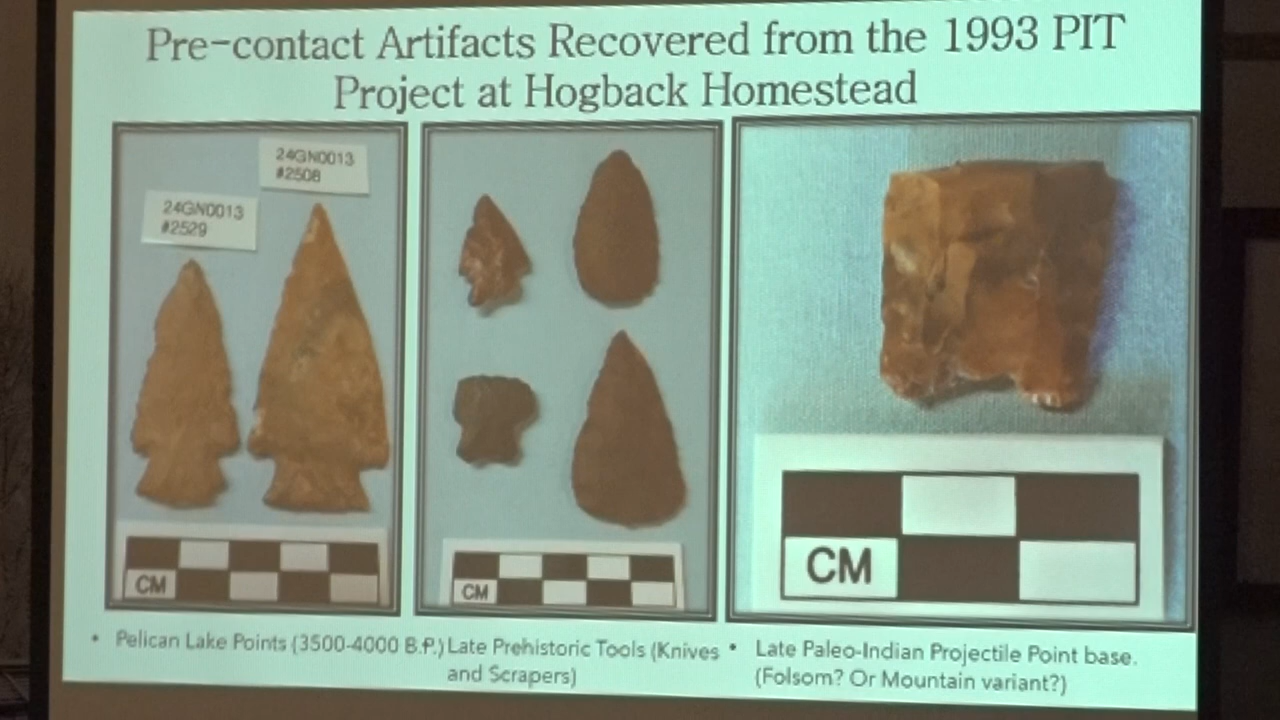 Pre-contact Artifacts Recovered from the 1993 PIT
Project at Hogback Homestead
24GN0013
#2508
24GN0013
#2529
CM
CM
CM
• Pelican Lake Points (3500-4000 B.P.)
Late Prehistoric Tools (Knives
and Scrapers)
• Late Paleo-Indian Projectile Point base.
(Folsom? Or Mountain variant?)